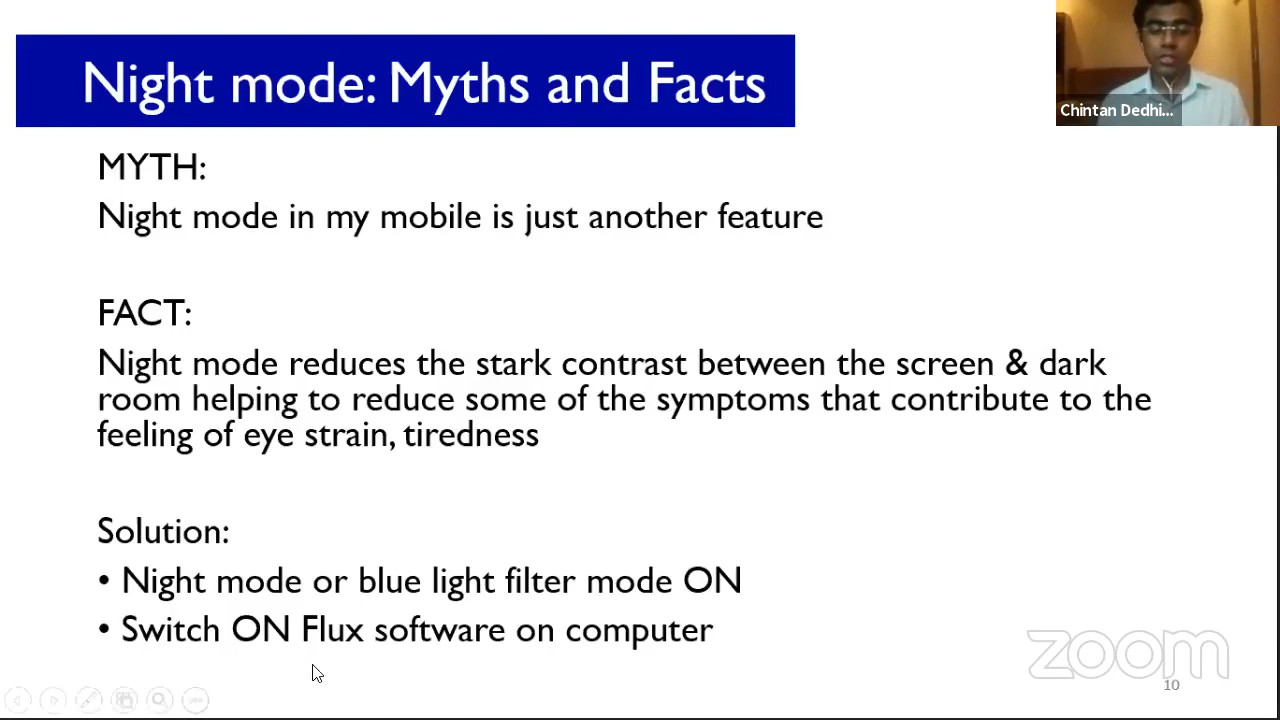 Night mode: Myths and Facts
Chintan Dedhi...
MYTH:
Night mode in my mobile is just another feature
FACT:
Night mode reduces the stark contrast between the screen & dark
room helping to reduce some of the symptoms that contribute to the
feeling of eye strain, tiredness
Solution:
• Night mode or blue light filter mode ON
• Switch ON Flux software on computer
zoom
10